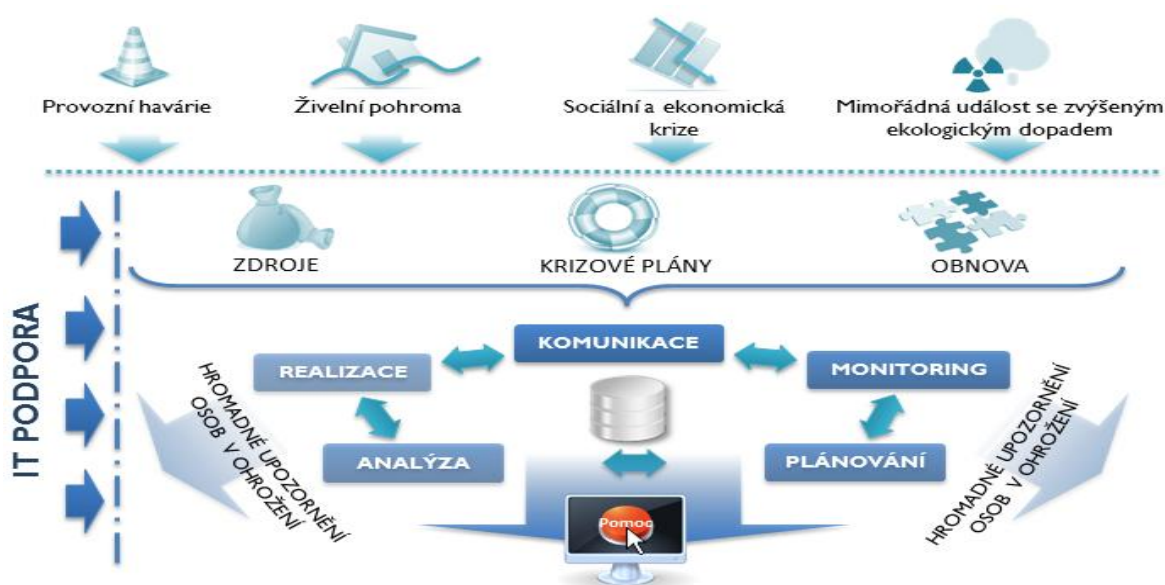 Provozní havárie
Živelní pohroma
Sociální a ekonomická
krize
Mimořádná událost se zvýšeným
ekologickým dopadem
ZDROJE
KRIZOVÉ PLÁNY
OBNOVA
IT PODPORA
KOMUNIKACE
REALIZACE
MONITORING
ANALÝZA
PLÁNOVÁNÍ
HROMADNÉ UPOZORNĚNÍ
OSOB V OHROŽENÍ
HROMADNÉ UPOZORNĚNÍ
OSOB V OHROŽENÍ
Pomoc